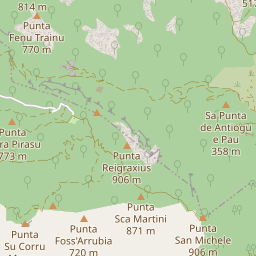 814 m
Punta
Fenu Trainu
770 m
Sa Punta
de Antiogu
e Pau
358 m
Punta
ra Pirasu
773 m
Punta
Reigraxius
906 m
Punta
Sca Martini
871 m
Punta
San Michele
906 m
Punta
Foss'Arrubia
720 m
Punta
Su Corru